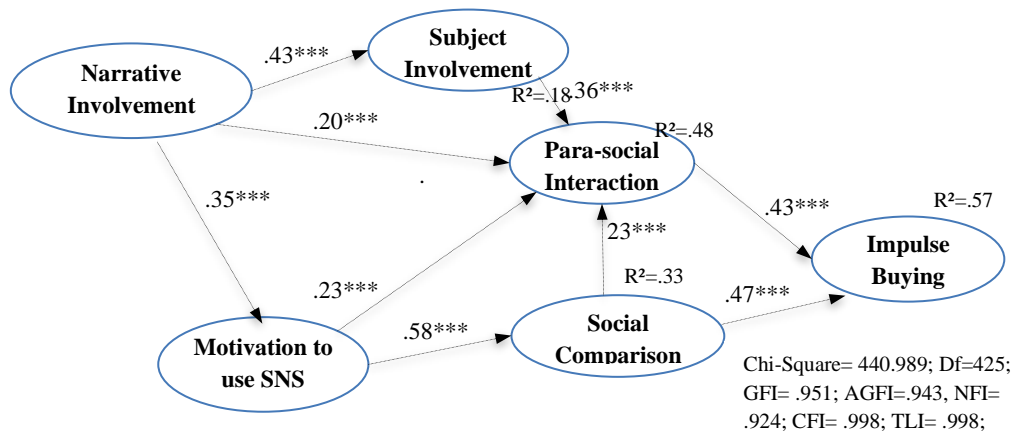 .43***
Subject
Involvement
Narrative
Involvement
R²=.18
.36***
.20***
R²=.48
Para-social
Interaction
.
.35***
.43***
R²=.57
23***
Impulse
Buying
R²=.33
.23***
.47***
.58***
Social
Comparison
Motivation to
use SNS
Chi-Square= 440.989; Df=425;
GFI= .951; AGFI=.943, NFI=
.924; CFI= .998; TLI= .998;